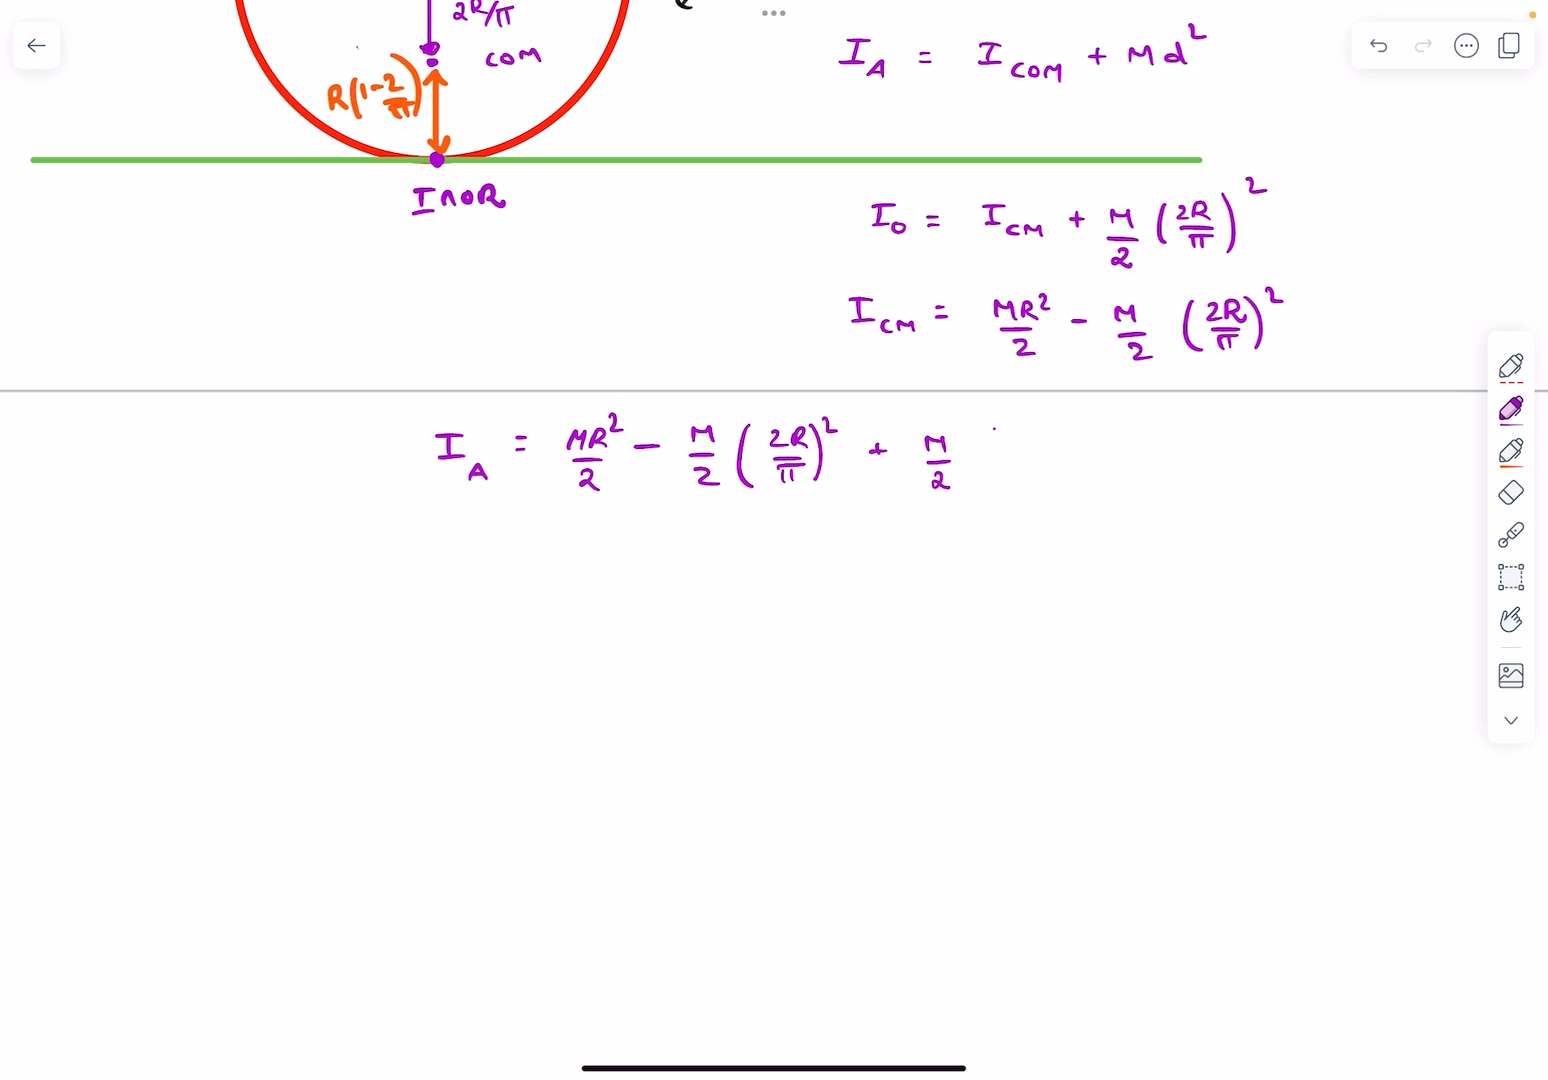 2R/π
COM
R(1-2/π)
IAOR
I_A = I_COM + Md²
I_O = I_CM + M/2 (2R/π)²
I_CM = MR²/2 - M/2 (2R/π)²
I_A = MR²/2 - M/2 (2R/π)² + M/2